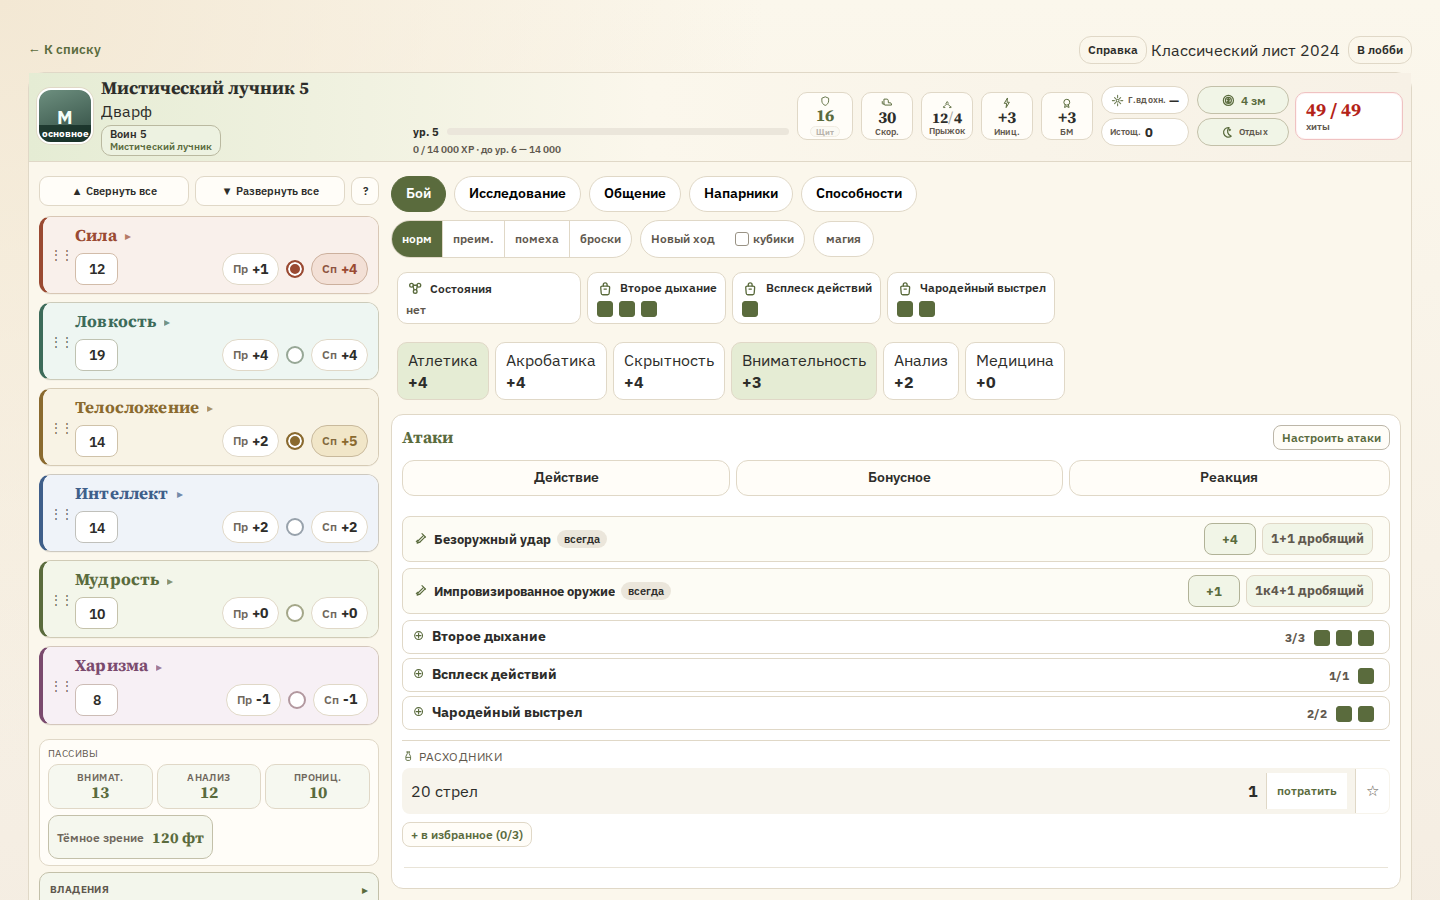 ← К списку
Справка
Классический лист 2024
В лобби
М
основное
Мистический лучник 5
Дварф
Воин 5
Мистический лучник
ур. 5
0 / 14 000 XP · до ур. 6 — 14 000
16
Щит
30
Скор.
12/4
Прыжок
+3
Иниц.
+3
БМ
Г.вдохн. —
Истощ. 0
4 зм
Отдых
49 / 49
хиты
▲ Свернуть все
▼ Развернуть все
?
Сила ▸
12
Пр +1
Сп +4
Ловкость ▸
19
Пр +4
Сп +4
Телосложение ▸
14
Пр +2
Сп +5
Интеллект ▸
14
Пр +2
Сп +2
Мудрость ▸
10
Пр +0
Сп +0
Харизма ▸
8
Пр -1
Сп -1
ПАССИВЫ
ВНИМАТ.
13
АНАЛИЗ
12
ПРОНИЦ.
10
Тёмное зрение 120 фт
ВЛАДЕНИЯ ▸
Бой
Исследование
Общение
Напарники
Способности
норм
преим.
помеха
броски
Новый ход
кубики
магия
Состояния
нет
Второе дыхание
Всплеск действий
Чародейный выстрел
Атлетика
+4
Акробатика
+4
Скрытность
+4
Внимательность
+3
Анализ
+2
Медицина
+0
Атаки
Настроить атаки
Действие
Бонусное
Реакция
Безоружный удар всегда
+4
1+1 дробящий
Импровизированное оружие всегда
+1
1к4+1 дробящий
Второе дыхание
3/3
Всплеск действий
1/1
Чародейный выстрел
2/2
РАСХОДНИКИ
20 стрел
1
потратить
☆
+ в избранное (0/3)